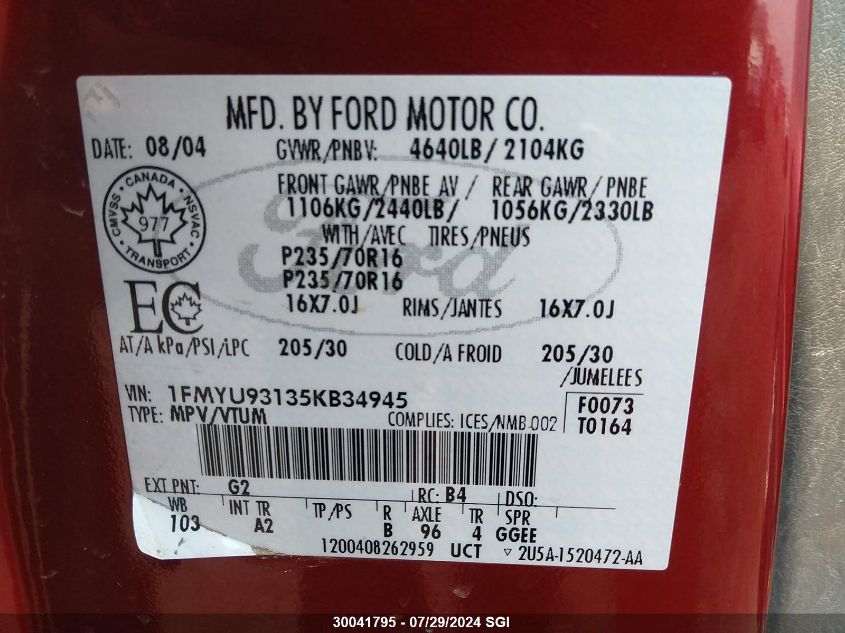 MFD. BY FORD MOTOR CO.
DATE: 08/04 GVWR/PNBV: 4640LB/ 2104KG
FRONT GAWR/PNBE AV / REAR GAWR/ PNBE
1106KG/2440LB/ 1056KG/2330LB
WITH/AVEC TIRES/PNEUS
P235/70R16
P235/70R16
16X7.0J RIMS/JANTES 16X7.0J
CANADA
CMVSS NSVAC
977
TRANSPORT
Ford
EC
AT/A kPa/PSI/LPC 205/30 COLD/A FROID 205/30
/JUMELEES
VIN: 1FMYU93135KB34945 F0073
TYPE: MPV/VTUM COMPLIES: ICES/NMB-002 T0164
EXT PNT: G2 RC: B4 DSO:
WB INT TR TP/PS R AXLE TR SPR
103 A2 B 96 4 GGEE
1200408262959 UCT ▽ 2U5A-1520472-AA
30041795 - 07/29/2024 SGI